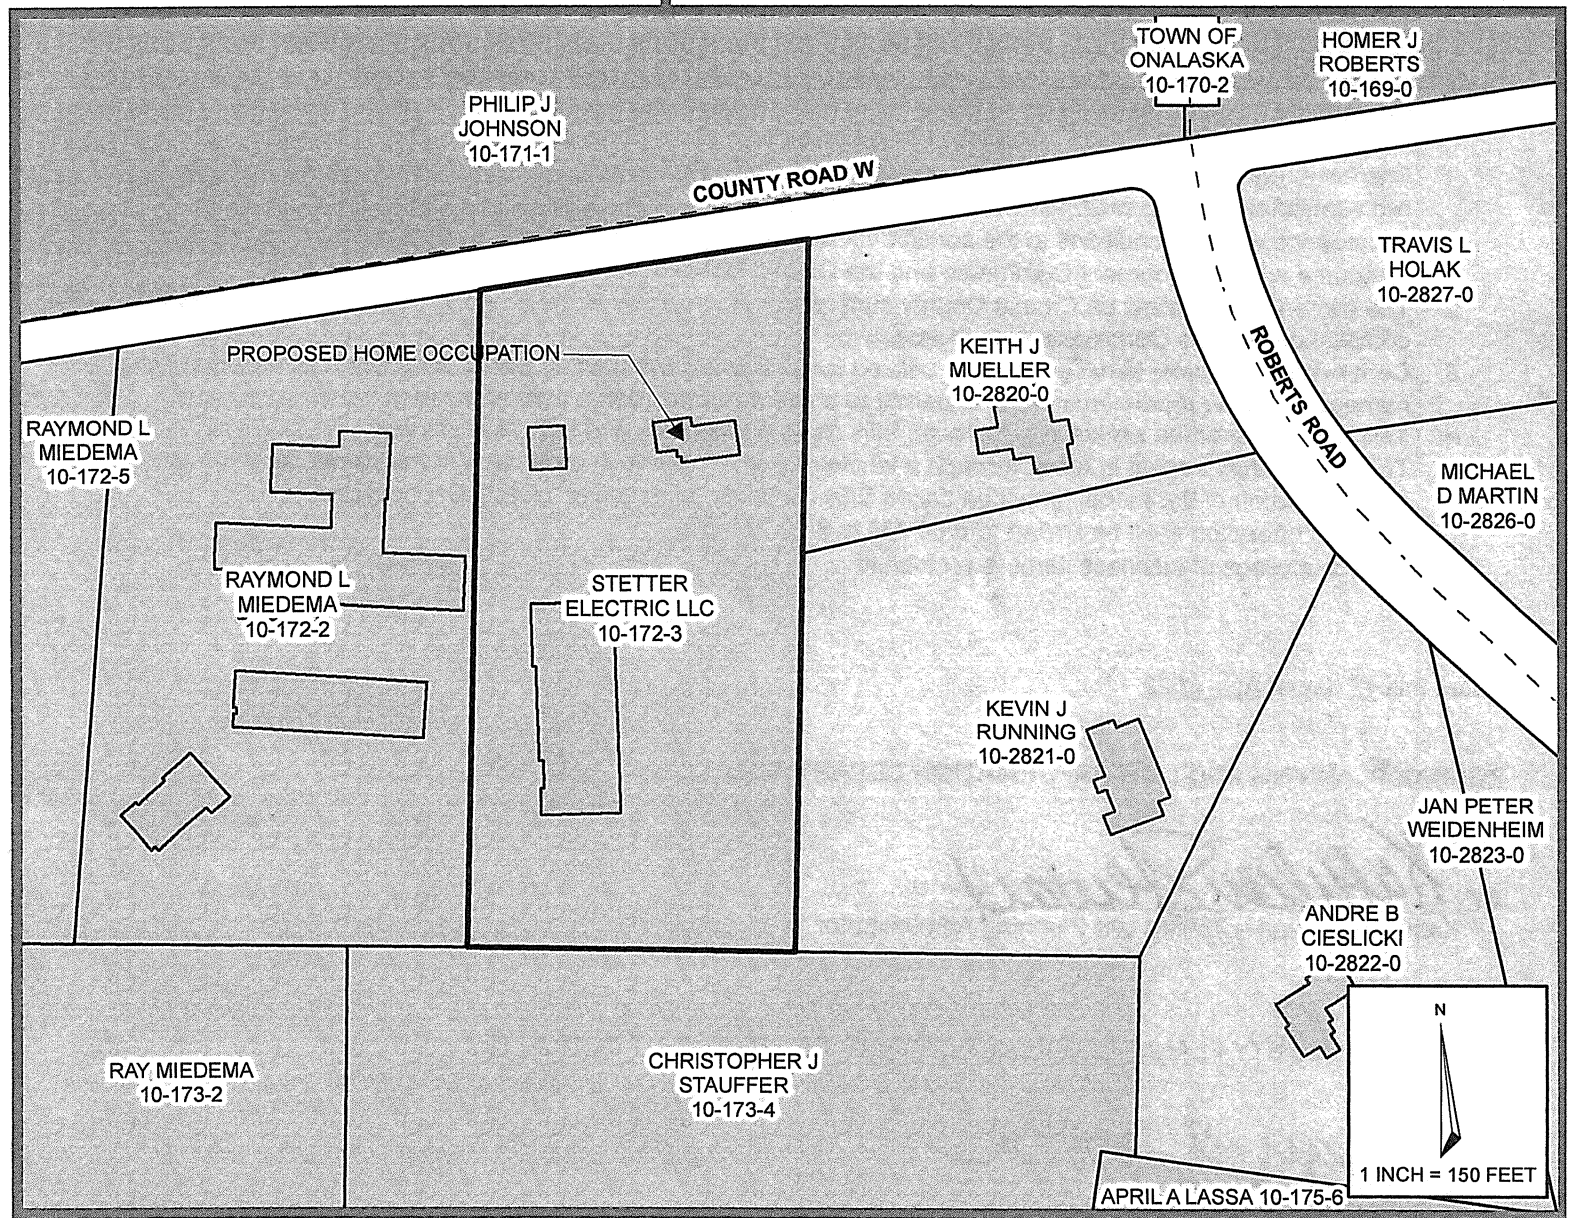 TOWN OF
ONALASKA
10-170-2
HOMER J
ROBERTS
10-169-0
PHILIP J
JOHNSON
10-171-1
COUNTY ROAD W
TRAVIS L
HOLAK
10-2827-0
PROPOSED HOME OCCUPATION
KEITH J
MUELLER
10-2820-0
ROBERTS ROAD
RAYMOND L
MIEDEMA
10-172-5
MICHAEL
D MARTIN
10-2826-0
RAYMOND L
MIEDEMA
10-172-2
STETTER
ELECTRIC LLC
10-172-3
KEVIN J
RUNNING
10-2821-0
JAN PETER
WEIDENHEIM
10-2823-0
ANDRE B
CIESLICKI
10-2822-0
RAY MIEDEMA
10-173-2
CHRISTOPHER J
STAUFFER
10-173-4
N
1 INCH = 150 FEET
APRIL A LASSA 10-175-6